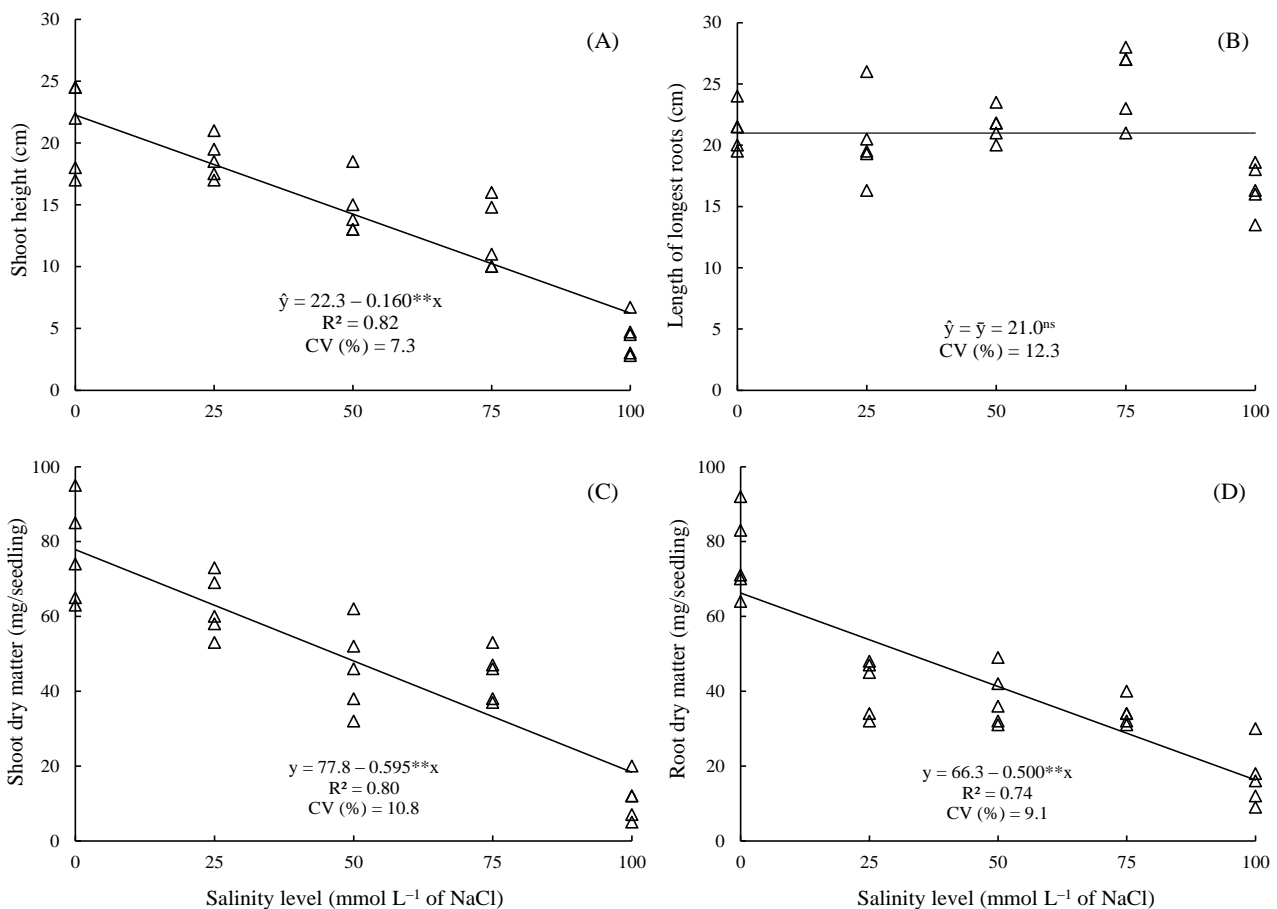 (A)
Shoot height (cm)
30
25
20
15
10
5
0
ŷ = 22.3 – 0.160**x
R² = 0.82
CV (%) = 7.3
0 25 50 75 100
(B)
Length of longest roots (cm)
30
25
20
15
10
5
0
ŷ = ȳ = 21.0ⁿˢ
CV (%) = 12.3
0 25 50 75 100
(C)
Shoot dry matter (mg/seedling)
100
80
60
40
20
0
y = 77.8 – 0.595**x
R² = 0.80
CV (%) = 10.8
0 25 50 75 100
Salinity level (mmol L⁻¹ of NaCl)
(D)
Root dry matter (mg/seedling)
100
80
60
40
20
0
y = 66.3 – 0.500**x
R² = 0.74
CV (%) = 9.1
0 25 50 75 100
Salinity level (mmol L⁻¹ of NaCl)